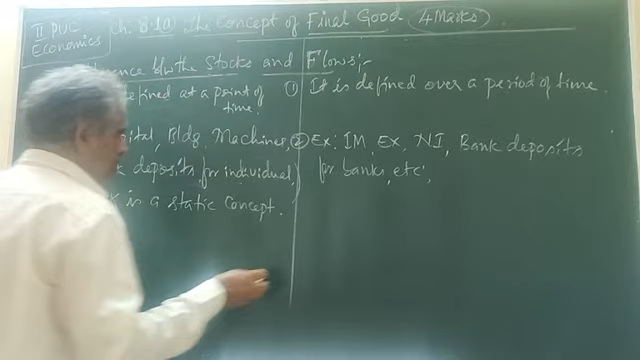 II PUC
Economics
Ch. 8.10 The Concept of Final Good 4 Marks
erence b/w the Stocks and Flows;-
efined at a point of time.
ital, Bldg, Machines,
deposits for individual,
is a static Concept.
① It is defined over a period of time.
② Ex: IM, Ex, NI, Bank deposits
for banks, etc;